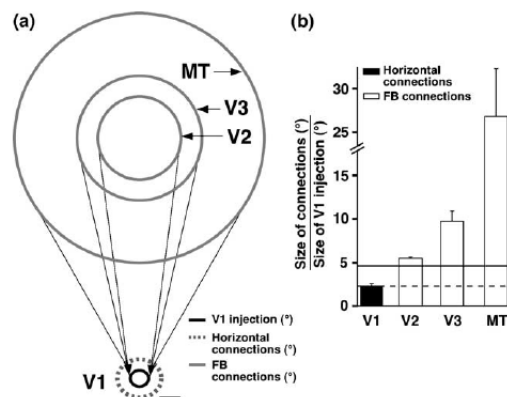 (a)
MT
V3
V2
V1 injection (°)
Horizontal
connections (°)
FB
connections (°)
V1
(b)
Horizontal
connections
FB connections
Size of connections (°)
Size of V1 injection (°)
30
25
10
5
0
V1 V2 V3 MT